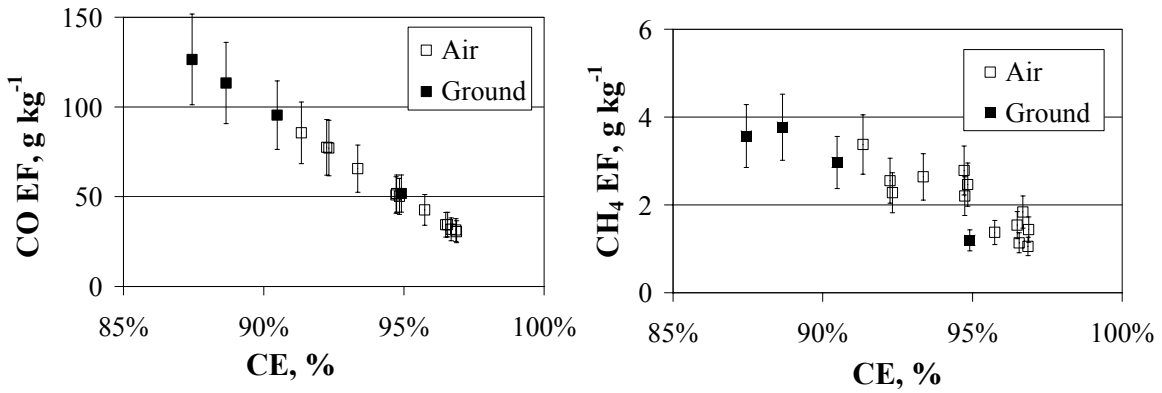 CO EF, g kg⁻¹
150
100
50
0
85%
90%
95%
100%
CE, %
Air
Ground
CH₄ EF, g kg⁻¹
6
4
2
0
85%
90%
95%
100%
CE, %
Air
Ground